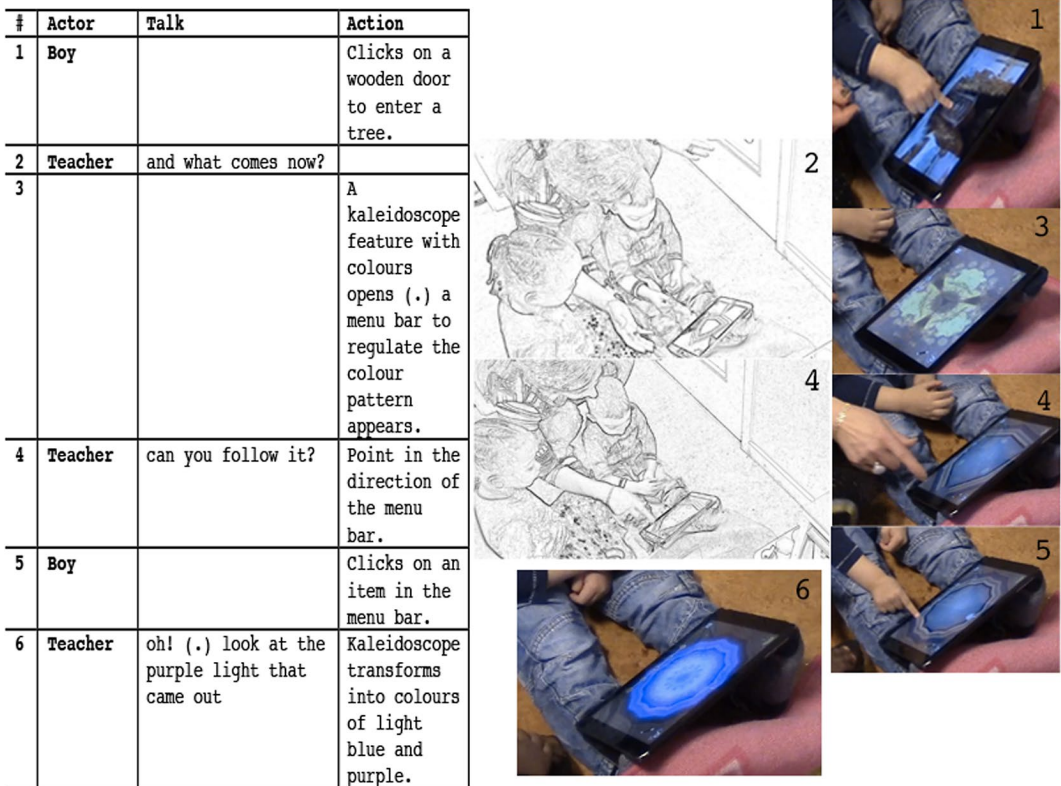 # Actor Talk Action
1 Boy Clicks on a
wooden door
to enter a
tree.
2 Teacher and what comes now?
3 A
kaleidoscope
feature with
colours
opens (.) a
menu bar to
regulate the
colour
pattern
appears.
4 Teacher can you follow it? Point in the
direction of
the menu
bar.
5 Boy Clicks on an
item in the
menu bar.
6 Teacher oh! (.) look at the Kaleidoscope
purple light that transforms
came out into colours
of light
blue and
purple.
1
2
3
4
4
5
6